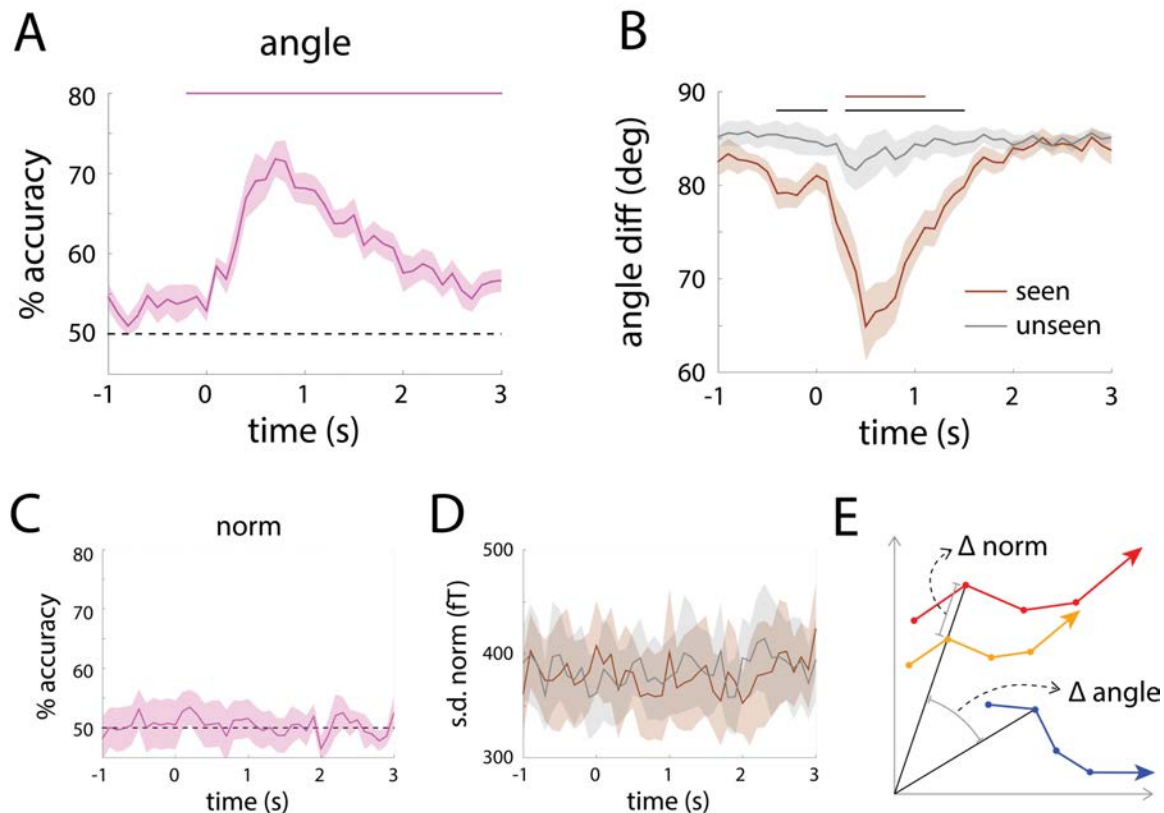 A
angle
80
70
60
50
% accuracy
-1 0 1 2 3
time (s)
B
90
80
70
60
angle diff (deg)
seen
unseen
-1 0 1 2 3
time (s)
C
norm
80
70
60
50
% accuracy
-1 0 1 2 3
time (s)
D
500
400
300
s.d. norm (fT)
-1 0 1 2 3
time (s)
E
Δ norm
Δ angle